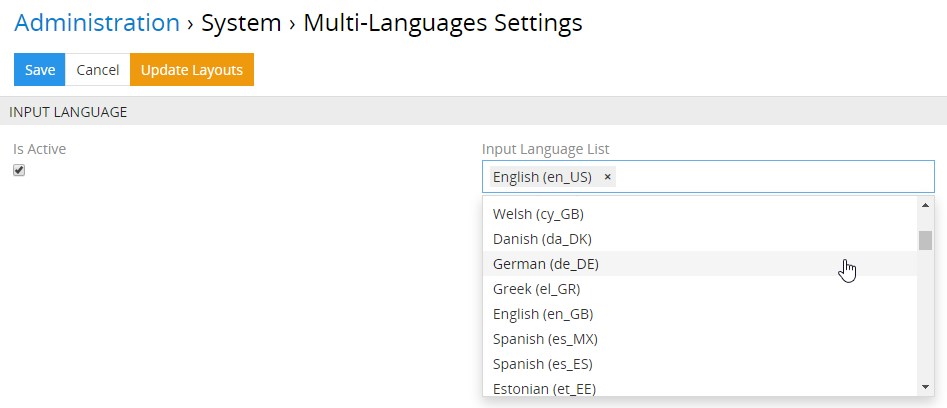 Administration › System › Multi-Languages Settings
Save Cancel Update Layouts
INPUT LANGUAGE
Is Active
Input Language List
English (en_US) ×
Welsh (cy_GB)
Danish (da_DK)
German (de_DE)
Greek (el_GR)
English (en_GB)
Spanish (es_MX)
Spanish (es_ES)
Estonian (et_EE)